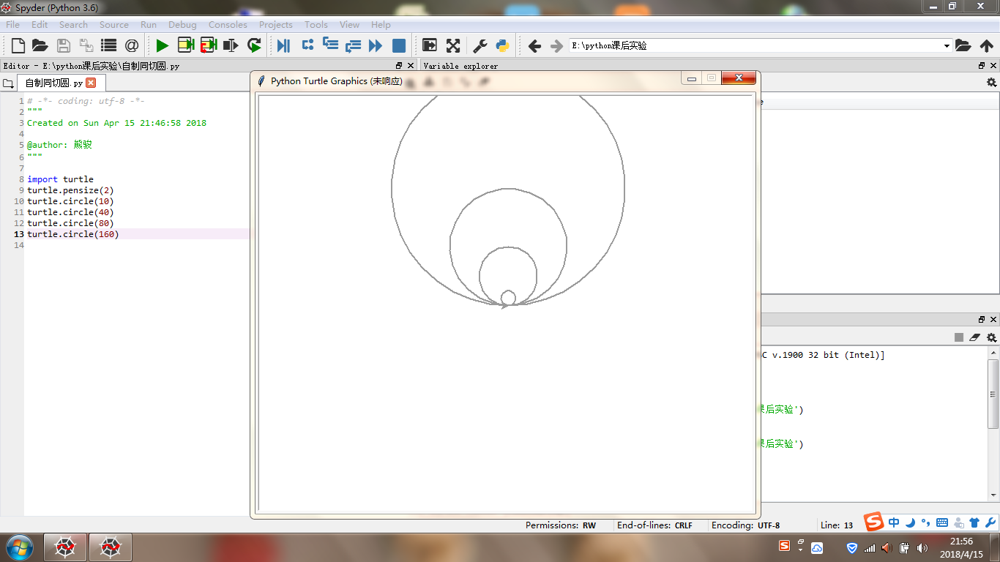 Spyder (Python 3.6)
File Edit Search Source Run Debug Consoles Projects Tools View Help
E:\python课后实验
Editor - E:\python课后实验\自制同切圆.py
Variable explorer
自制同切圆.py
Python Turtle Graphics (未响应)
1 # -*- coding: utf-8 -*-
2 """
3 Created on Sun Apr 15 21:46:58 2018
4
5 @author: 熊骏
6 """
7
8 import turtle
9 turtle.pensize(2)
10 turtle.circle(10)
11 turtle.circle(40)
12 turtle.circle(80)
13 turtle.circle(160)
14
C v.1900 32 bit (Intel)]
课后实验')
课后实验')
Permissions: RW End-of-lines: CRLF Encoding: UTF-8 Line: 13
中
21:56
2018/4/15